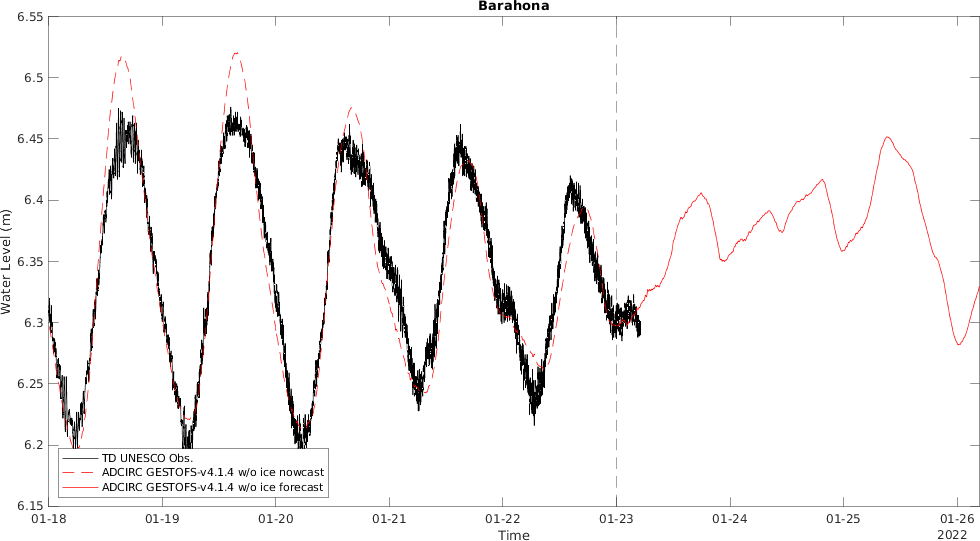 Barahona
6.55
6.5
6.45
6.4
6.35
6.3
6.25
6.2
6.15
Water Level (m)
TD UNESCO Obs.
ADCIRC GESTOFS-v4.1.4 w/o ice nowcast
ADCIRC GESTOFS-v4.1.4 w/o ice forecast
01-18 01-19 01-20 01-21 01-22 01-23 01-24 01-25 01-26
Time
2022